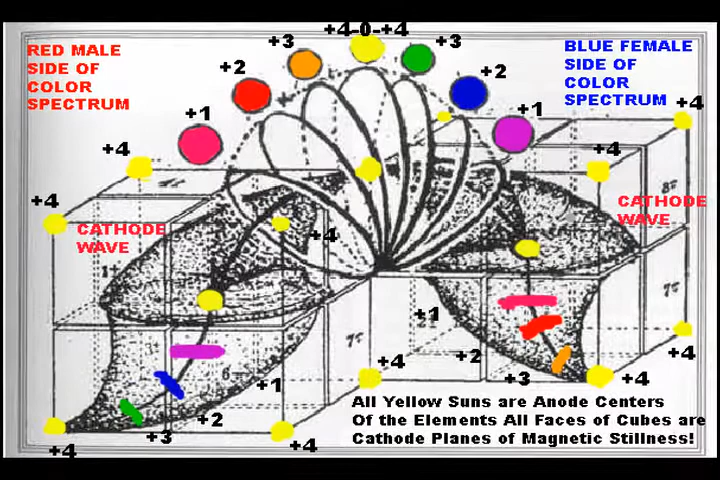 +4-0-+4
RED MALE
SIDE OF
COLOR
SPECTRUM
BLUE FEMALE
SIDE OF
COLOR
SPECTRUM
+3
+3
+2
+2
+1
+1
+4
+4
+4
+4
CATHODE
WAVE
CATHODE
WAVE
+4
+1
+2
+3
+4
+4
+4
+1
+2
+3
+4
+4
All Yellow Suns are Anode Centers
Of the Elements All Faces of Cubes are
Cathode Planes of Magnetic Stillness!